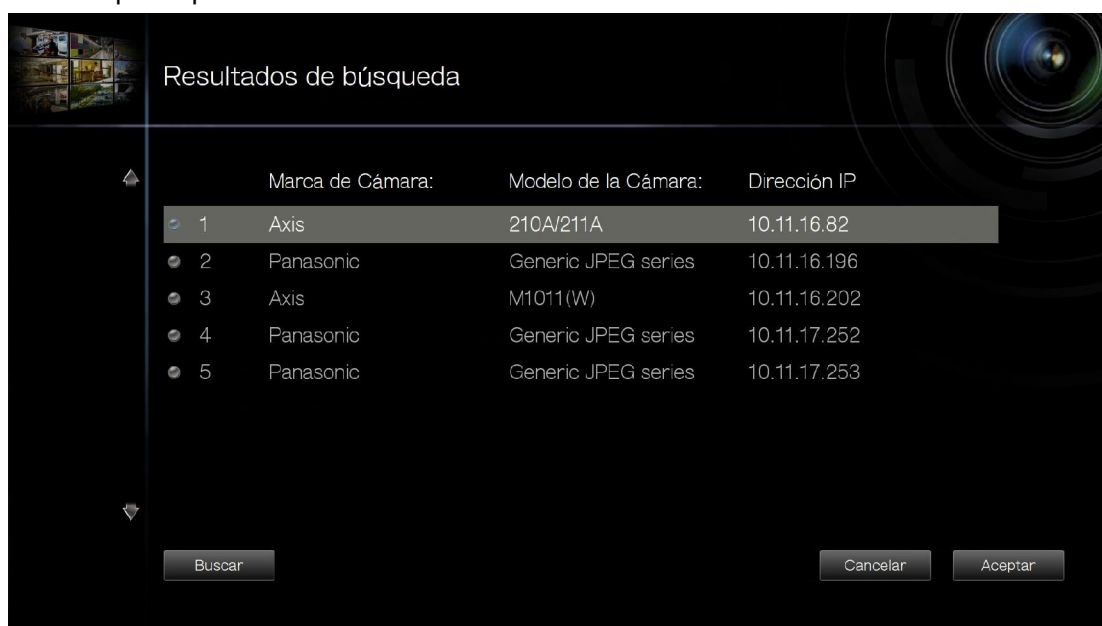 Resultados de búsqueda
Marca de Cámara: Modelo de la Cámara: Dirección IP
1 Axis 210A/211A 10.11.16.82
2 Panasonic Generic JPEG series 10.11.16.196
3 Axis M1011(W) 10.11.16.202
4 Panasonic Generic JPEG series 10.11.17.252
5 Panasonic Generic JPEG series 10.11.17.253
Buscar Cancelar Aceptar